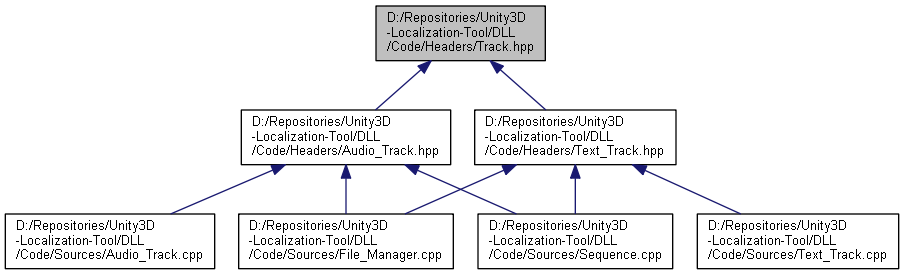 D:/Repositories/Unity3D
-Localization-Tool/DLL
/Code/Headers/Track.hpp
D:/Repositories/Unity3D
-Localization-Tool/DLL
/Code/Headers/Audio_Track.hpp
D:/Repositories/Unity3D
-Localization-Tool/DLL
/Code/Headers/Text_Track.hpp
D:/Repositories/Unity3D
-Localization-Tool/DLL
/Code/Sources/Audio_Track.cpp
D:/Repositories/Unity3D
-Localization-Tool/DLL
/Code/Sources/File_Manager.cpp
D:/Repositories/Unity3D
-Localization-Tool/DLL
/Code/Sources/Sequence.cpp
D:/Repositories/Unity3D
-Localization-Tool/DLL
/Code/Sources/Text_Track.cpp